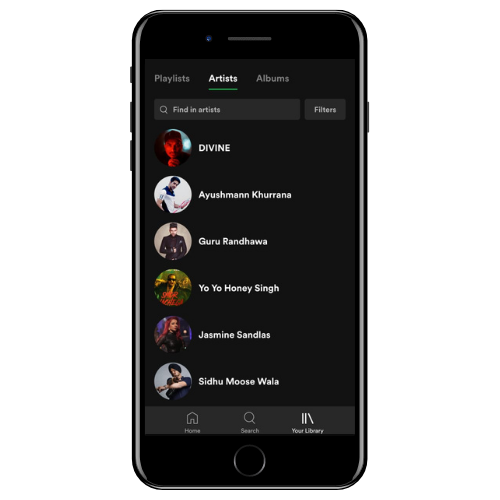 Playlists Artists Albums
Find in artists Filters
DIVINE
Ayushmann Khurrana
Guru Randhawa
Yo Yo Honey Singh
Jasmine Sandlas
Sidhu Moose Wala
Home Search Your Library